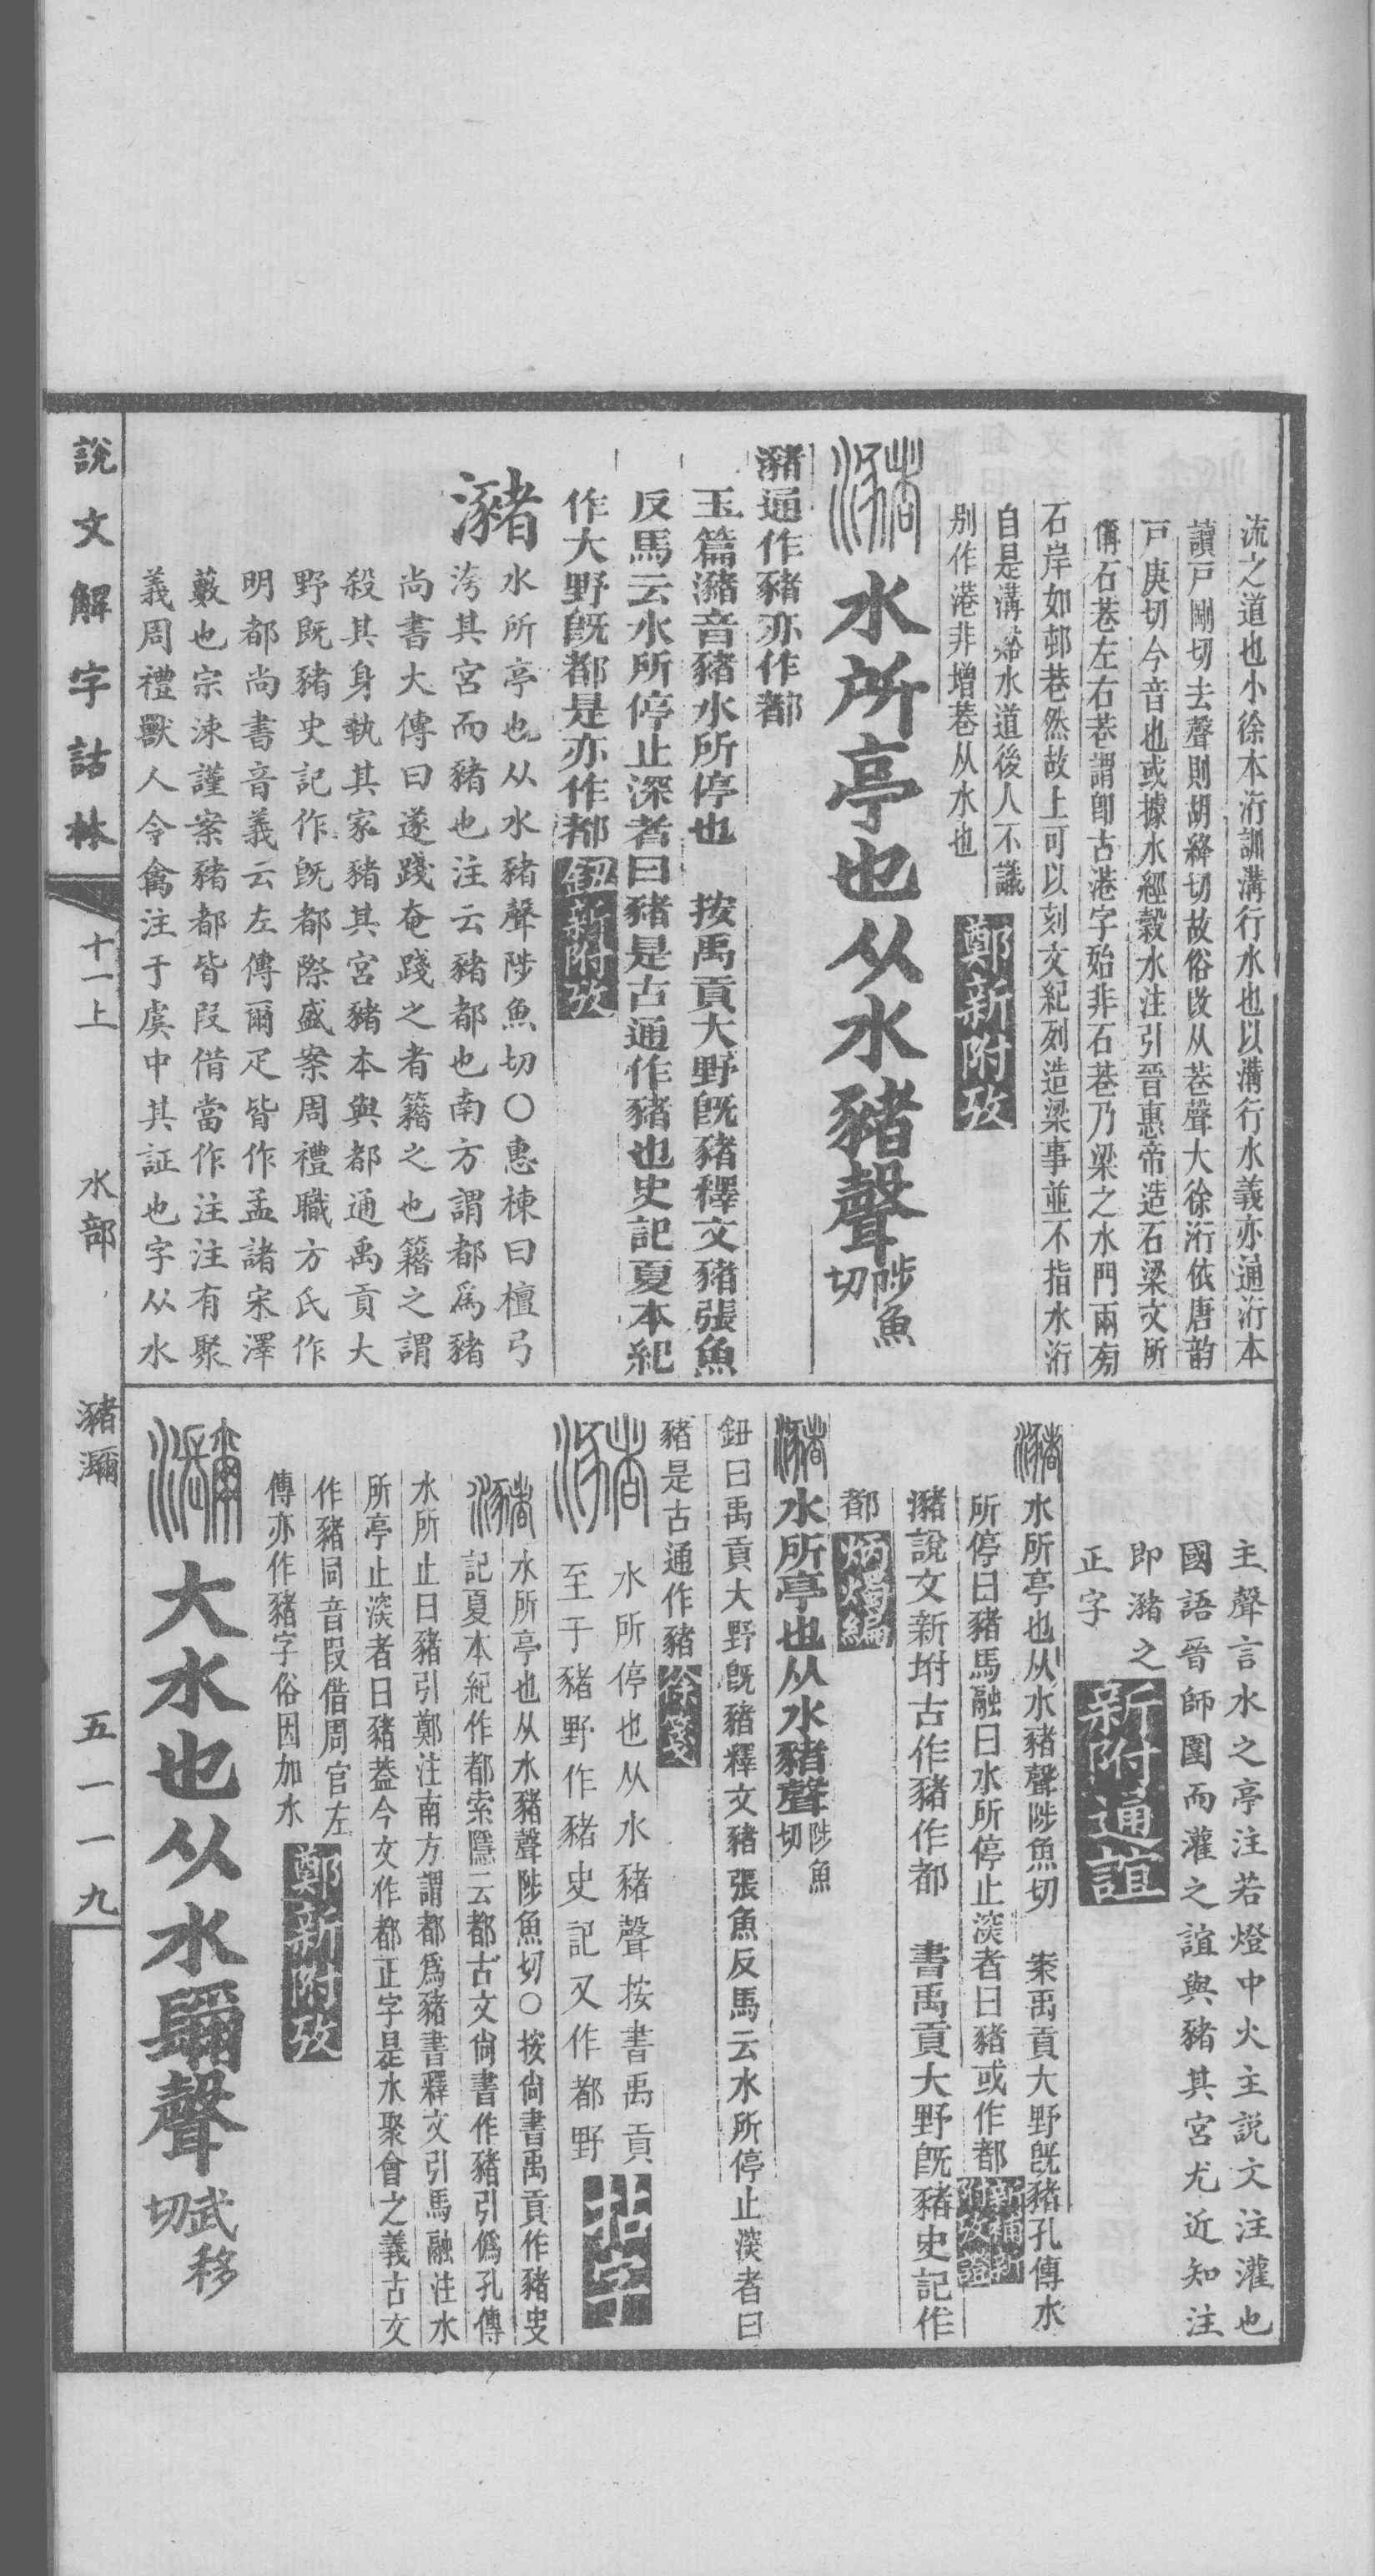 流之道也小徐本洐訓溝行水也以溝行水義亦通洐本
讀戸剛切去聲則胡絳切故俗改从巷聲大徐洐依唐韵
戸庚切今音也或據水經穀水注引晉惠帝造石梁文所
偁石巷左右巷謂卽古港字始非石巷乃梁之水門兩㫄
石岸如邨巷然故上可以刻文紀列造梁事並不指水洐
自是溝水道後人不識
别作港非增巷从水也
鄭新附攷
瀦 水所亭也从水豬聲陟魚切
瀦通作豬亦作都
玉篇瀦音豬水所停也 按禹貢大野旣豬釋文豬張魚
反馬云水所停止深者曰豬是古通作豬也史記夏本紀
作大野旣都是亦作都 鈕新附攷
瀦 水所亭也从水豬聲陟魚切○惠棟曰檀弓
洿其宮而豬也注云豬都也南方謂都爲豬
尚書大傳曰遂踐奄踐之者籍之也籍之謂
殺其身執其家豬其宮豬本與都通禹貢大
野既豬史記作旣都際盛案周禮職方氏作
明都尚書音義云左傳爾疋皆作孟諸宋澤
藪也宗涑謹案豬都皆叚借當作注注有聚
義周禮獸人令禽注于虞中其証也字从水
主聲言水之亭注若燈中火主説文注灌也
國語晉師圍而灌之誼與豬其宮尤近知注
即瀦之
正字
新附通誼
瀦 水所亭也从水豬聲陟魚切 案禹貢大野旣豬孔傳水
所停曰豬馬融曰水所停止深者曰豬或作都 新補新附攷證
瀦說文新坿古作豬作都 書禹貢大野旣豬史記作
都 炳燭編
瀦 水所亭也从水豬聲陟魚切
鈕曰禹貢大野旣豬釋文豬張魚反馬云水所停止深者曰
豬是古通作豬 徐箋
瀦 水所停也从水豬聲按書禹貢
至于豬野作豬史記又作都野
拈字
瀦 水所亭也从水豬聲陟魚切○按尙書禹貢作豬史
記夏本紀作都索隱云都古文尙書作豬引僞孔傳
水所止曰豬引鄭注南方謂都爲豬書釋文引馬融注水
所亭止深者曰豬葢今文作都正字是水聚會之義古文
作豬同音叚借周官左
傳亦作豬字俗因加水
鄭新附攷
瀰 大水也从水镾聲武移切
說文解字詁林 十一上 水部 瀦瀰 五一一九